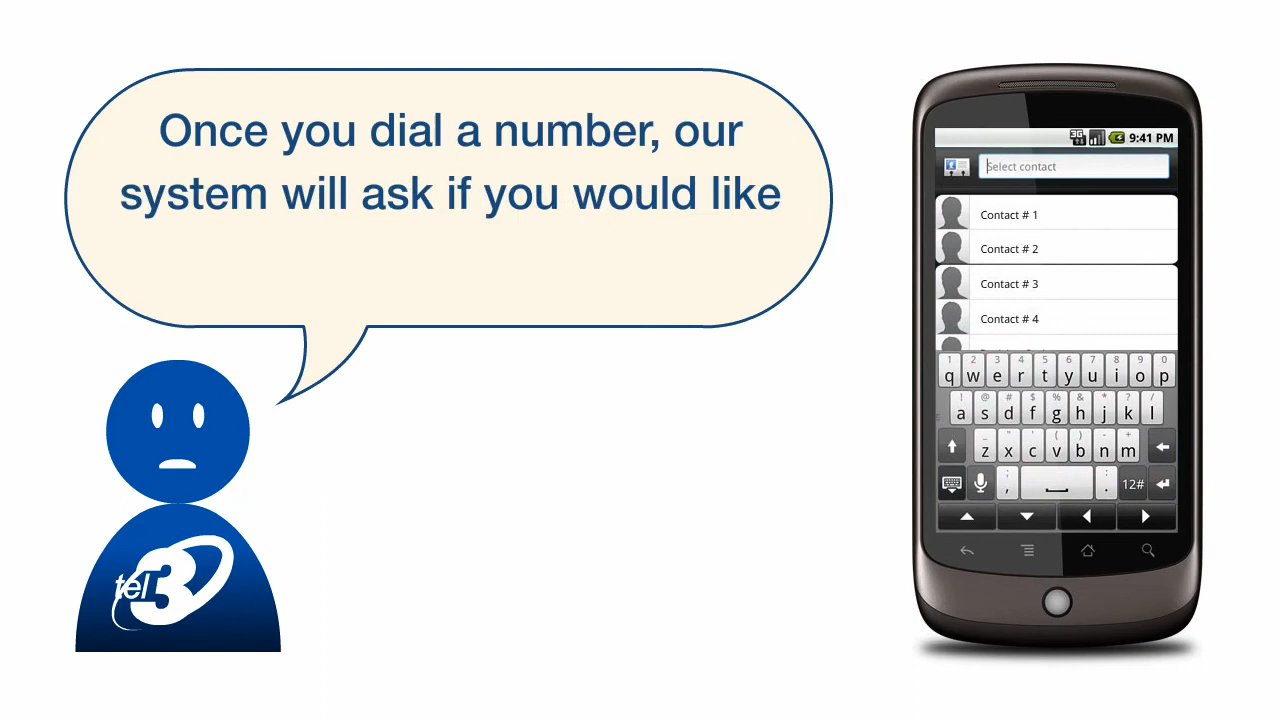 Once you dial a number, our
system will ask if you would like
tel3
3G
9:41 PM
Select contact
Contact # 1
Contact # 2
Contact # 3
Contact # 4
1 2 3 4 5 6 7 8 9 0
q w e r t y u i o p
! @ # $ % & * ? /
a s d f g h j k l
_ " ' : ( ) - +
z x c v b n m
, . 12#